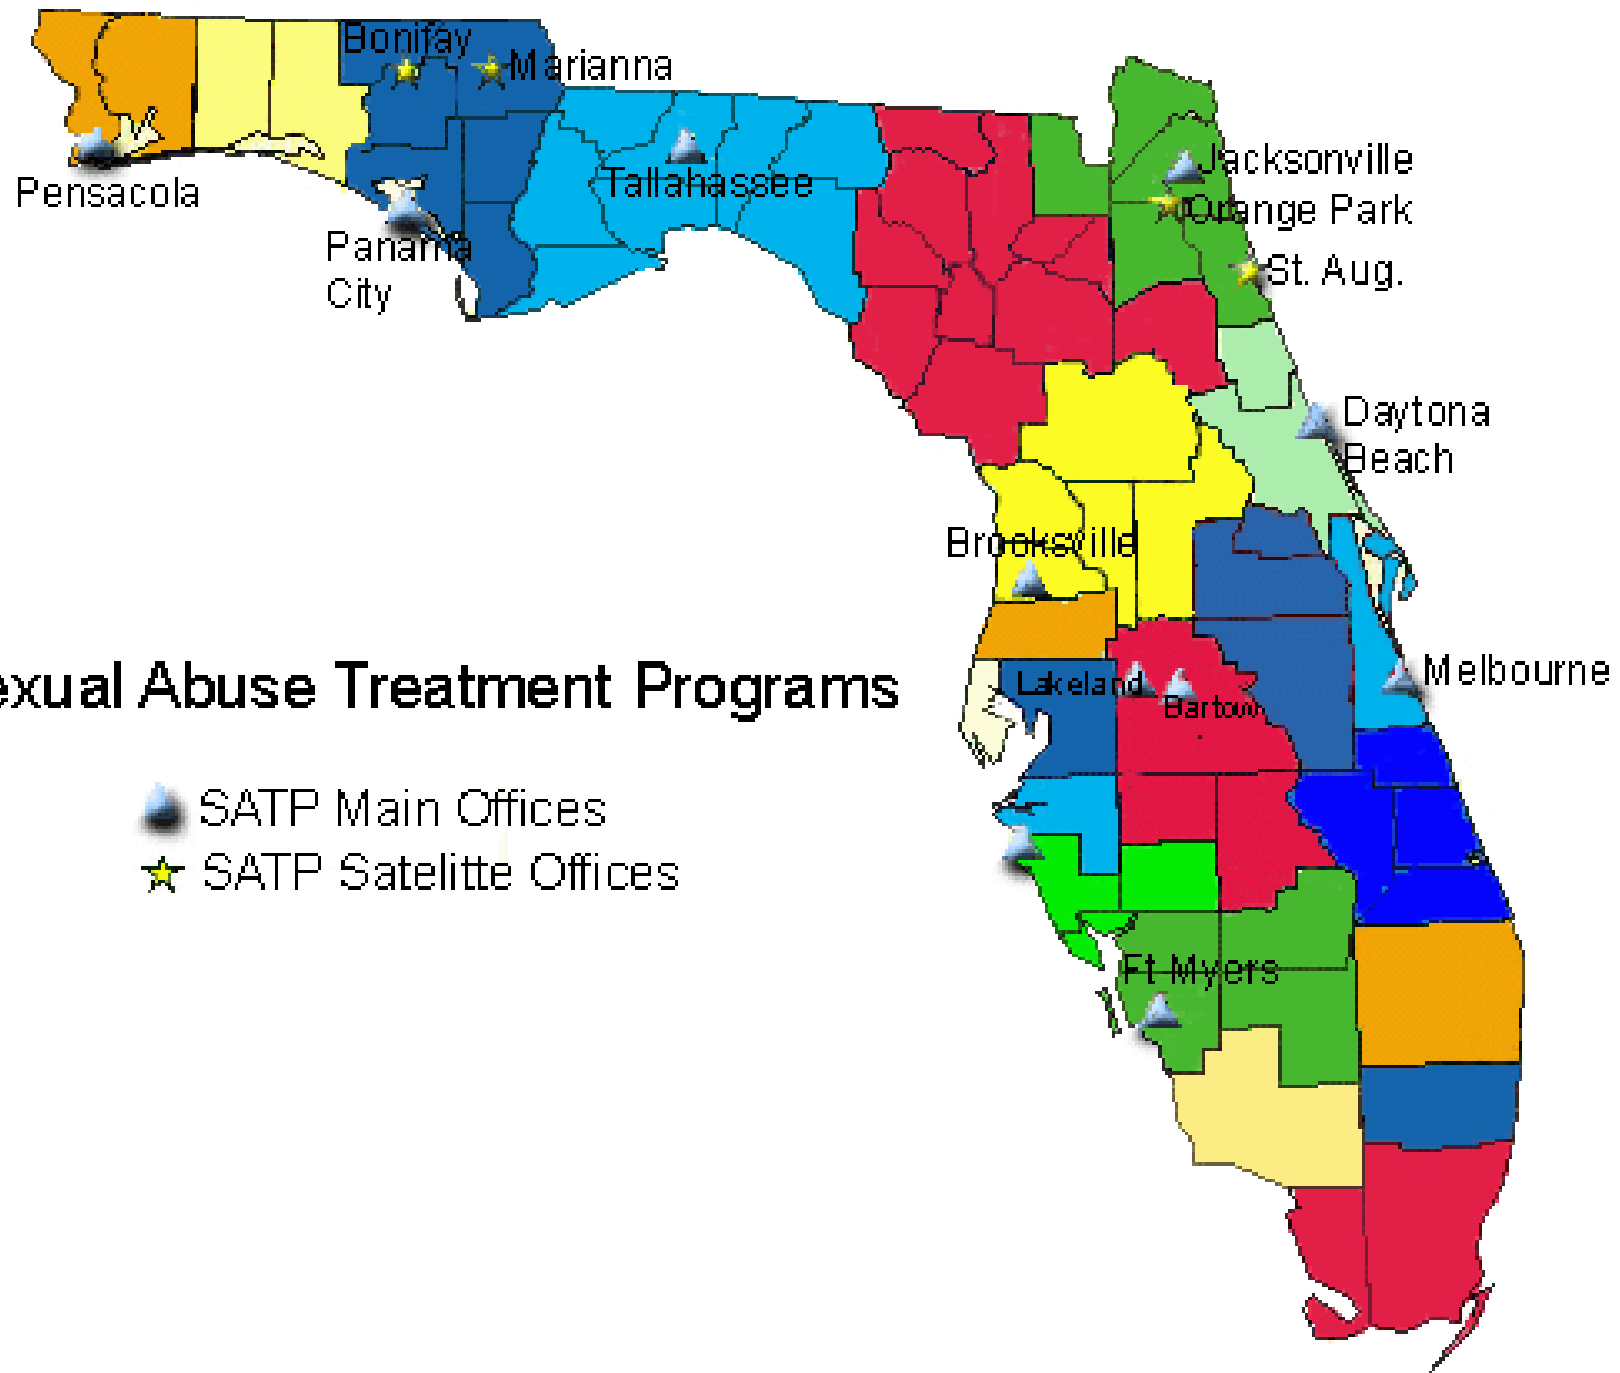 Bonifay
Marianna
Pensacola
Tallahassee
Panama
City
Jacksonville
Orange Park
St. Aug.
Daytona
Beach
Brooksville
Melbourne
Lakeland
Bartow
exual Abuse Treatment Programs
SATP Main Offices
SATP Satelitte Offices
Ft Myers